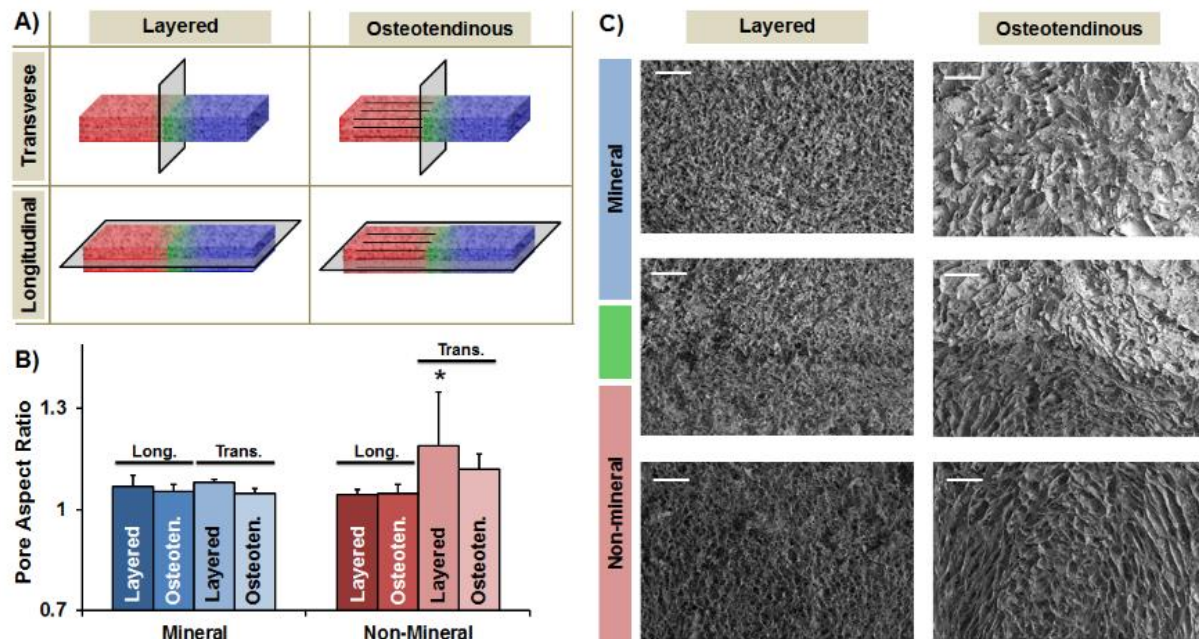 A)
Layered
Osteotendinous
Transverse
Longitudinal
B)
Pore Aspect Ratio
1.3
1
0.7
Long.
Trans.
Long.
Trans.
*
Layered
Osteoten.
Layered
Osteoten.
Layered
Osteoten.
Layered
Osteoten.
Mineral
Non-Mineral
C)
Layered
Osteotendinous
Mineral
Non-mineral